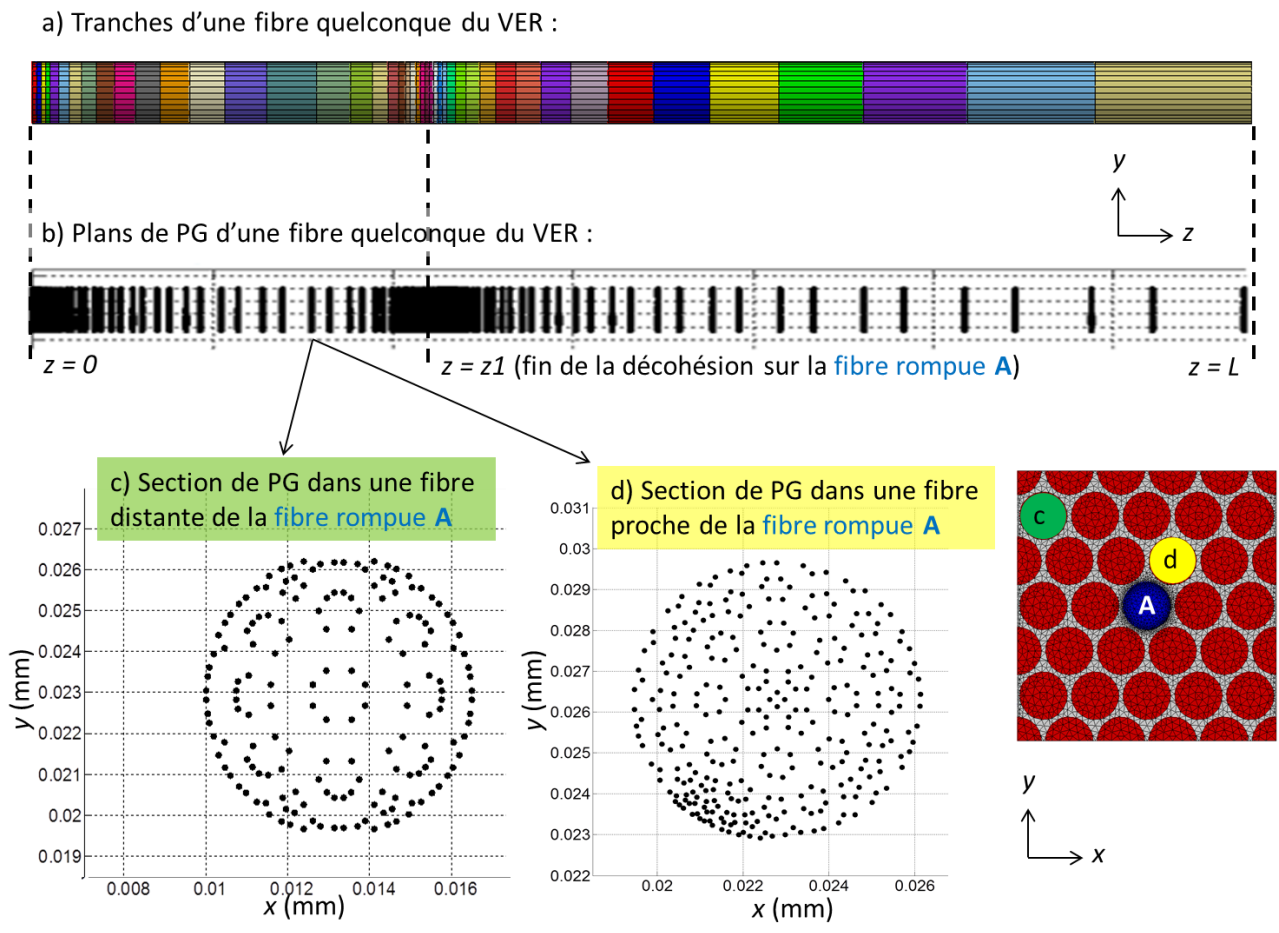 a) Tranches d'une fibre quelconque du VER :
y
z
b) Plans de PG d'une fibre quelconque du VER :
z = 0
z = z1 (fin de la décohésion sur la fibre rompue A)
z = L
c) Section de PG dans une fibre
distante de la fibre rompue A
0.027
0.026
0.025
0.024
0.023
0.022
0.021
0.02
0.019
y (mm)
0.008
0.01
0.012
0.014
0.016
x (mm)
d) Section de PG dans une fibre
proche de la fibre rompue A
0.031
0.03
0.029
0.028
0.027
0.026
0.025
0.024
0.023
0.022
y (mm)
0.02
0.022
0.024
0.026
x (mm)
c
d
A
y
x